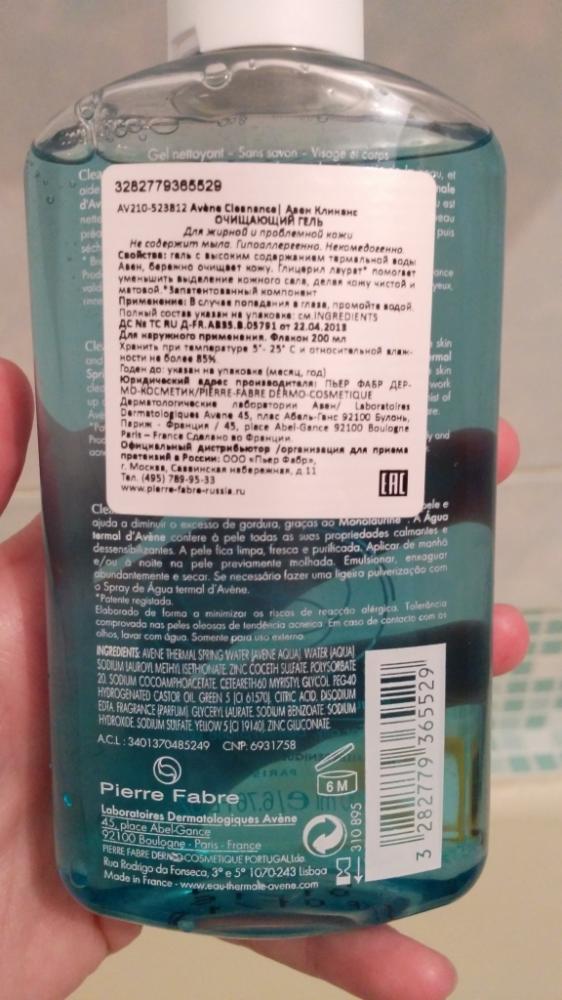 Gel nettoyant - Sans savon - Visage et corps
3282779365529
AV210-523B12 Avène Cleanance| Авен Клинанс
ОЧИЩАЮЩИЙ ГЕЛЬ
Для жирной и проблемной кожи
Не содержит мыла. Гипоаллергенно. Некомедогенно.
Свойства: гель с высоким содержанием термальной воды
Авен, бережно очищает кожу. Глицерил лаурат* помогает
уменьшить выделение кожного сала, делая кожу чистой и
матовой. *Запатентованный компонент
Применение: В случае попадания в глаза, промойте водой.
Полный состав указан на упаковке: см.INGREDIENTS
ДС № ТС RU Д-FR.АВ35.В.05791 от 22.04.2013
Для наружного применения. Флакон 200 мл
Хранить при температуре 5°- 25° С и относительной влаж-
ности не более 85%.
Годен до: указан на упаковке (месяц, год)
Юридический адрес производителя: ПЬЕР ФАБР ДЕР-
МО-КОСМЕТИК/PIERRE-FABRE DERMO-COSMETIQUE
Дерматологические лаборатории Авен/ Laboratoires
Dermatologiques Avene 45, плас Абель-Ганс 92100 Булонь,
Париж - Франция / 45, place Abel-Gance 92100 Boulogne
Paris – France Сделано во Франции.
Официальный дистрибьютор /организация для приема
претензий в России: ООО «Пьер Фабр»,
г. Москва, Саввинская набережная, д.11
Тел. (495) 789-95-33
www.pierre-fabre-russia.ru
EAC
ajuda a diminuir o excesso de gordura, graças ao Monolaurine*. A Água
termal d'Avène confere à pele todas as suas propriedades calmantes e
dessensibilizantes. A pele fica limpa, fresca e purificada. Aplicar de manhã
e/ou à noite na pele previamente molhada. Emulsionar, enxaguar
abundantemente e secar. Se necessário fazer uma ligeira pulverização com
o Spray de Água termal d'Avène.
*Patente registada.
Elaborado de forma a minimizar os riscos de reacção alérgica. Tolerância
comprovada nas peles oleosas de tendência acneica. Em caso de contacto com os
olhos, lavar com água. Somente para uso externo.
INGREDIENTS: AVENE THERMAL SPRING WATER (AVENE AQUA). WATER (AQUA).
SODIUM LAUROYL METHYL ISETHIONATE. ZINC COCETH SULFATE. POLYSORBATE
20. SODIUM COCOAMPHOACETATE. CETEARETH-60 MYRISTYL GLYCOL. PEG-40
HYDROGENATED CASTOR OIL. GREEN 5 (CI 61570). CITRIC ACID. DISODIUM
EDTA. FRAGRANCE (PARFUM). GLYCERYL LAURATE. SODIUM BENZOATE. SODIUM
HYDROXIDE. SODIUM SULFATE. YELLOW 5 (CI 19140). ZINC GLUCONATE.
A.C.L : 3401370485249 CNP: 6931758
Pierre Fabre
Laboratoires Dermatologiques Avène
45, place Abel-Gance
92100 Boulogne - Paris - France
PIERRE FABRE DERMO-COSMETIQUE PORTUGAL Lda.
Rua Rodrigo da Fonseca, 3º e 5º 1070-243 Lisboa
Made in France - www.eau-thermale-avene.com
6 M
310 895
3 282779 365529